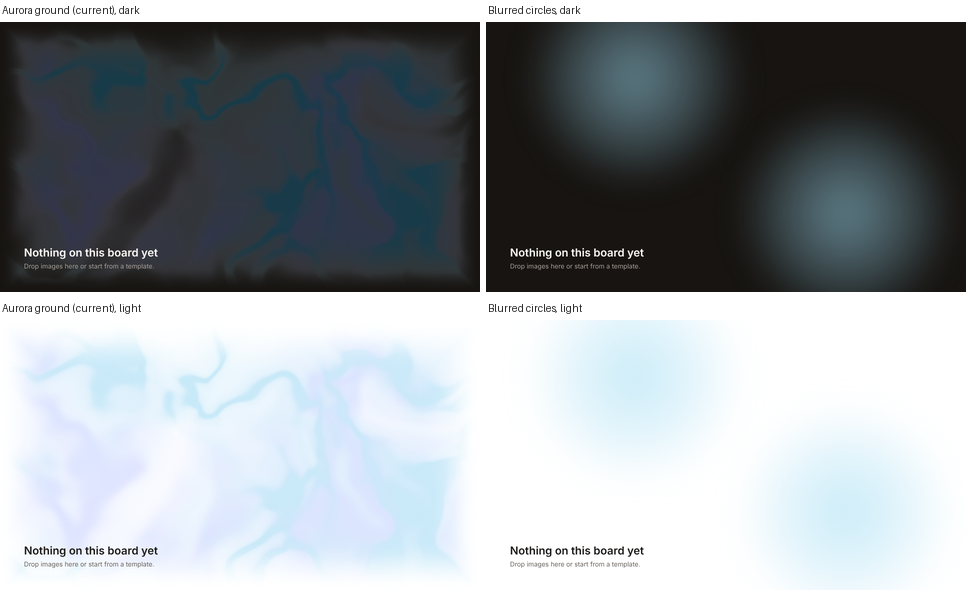 Aurora ground (current), dark
Blurred circles, dark
Nothing on this board yet
Drop images here or start from a template.
Nothing on this board yet
Drop images here or start from a template.
Aurora ground (current), light
Blurred circles, light
Nothing on this board yet
Drop images here or start from a template.
Nothing on this board yet
Drop images here or start from a template.